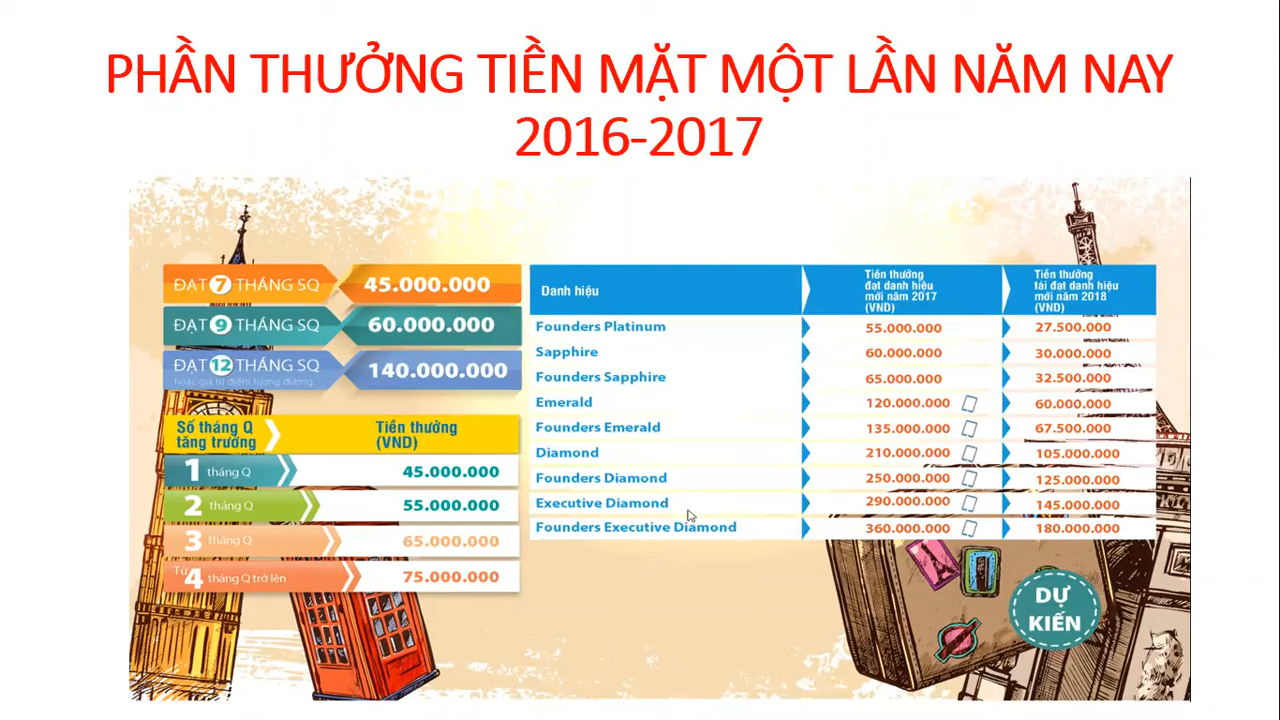 PHẦN THƯỞNG TIỀN MẶT MỘT LẦN NĂM NAY
2016-2017
ĐẠT 7 THÁNG SQ 45.000.000
ĐẠT 9 THÁNG SQ 60.000.000
ĐẠT 12 THÁNG SQ 140.000.000
hoặc giá trị điểm tương đương
Số tháng Q
tăng trưởng
Tiền thưởng
(VND)
1 tháng Q 45.000.000
2 tháng Q 55.000.000
3 tháng Q 65.000.000
Từ 4 tháng Q trở lên 75.000.000
Danh hiệu
Tiền thưởng
đạt danh hiệu
mới năm 2017
(VND)
Tiền thưởng
tái đạt danh hiệu
mới năm 2018
(VND)
Founders Platinum 55.000.000 27.500.000
Sapphire 60.000.000 30.000.000
Founders Sapphire 65.000.000 32.500.000
Emerald 120.000.000 60.000.000
Founders Emerald 135.000.000 67.500.000
Diamond 210.000.000 105.000.000
Founders Diamond 250.000.000 125.000.000
Executive Diamond 290.000.000 145.000.000
Founders Executive Diamond 360.000.000 180.000.000
DỰ
KIẾN